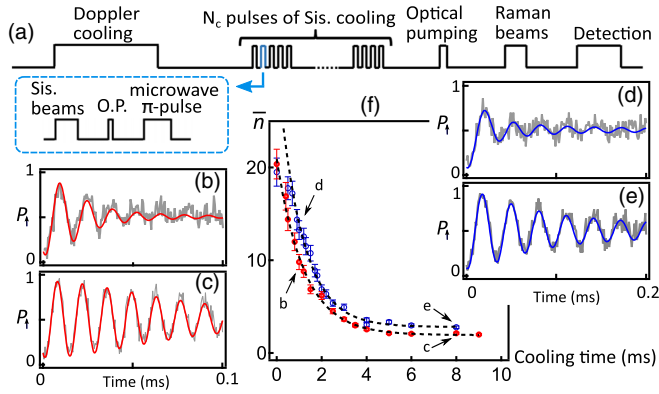 (a)
Doppler
cooling
N_c pulses of Sis. cooling
Optical
pumping
Raman
beams
Detection
Sis.
beams
O.P.
microwave
π-pulse
(b)
1
P↑
0
(c)
1
P↑
0
0
0.1
Time (ms)
(f)
n̄
20
10
0
0
2
4
6
8
10
Cooling time (ms)
d
b
e
c
(d)
1
P↑
0
(e)
1
P↑
0
0
0.2
Time (ms)